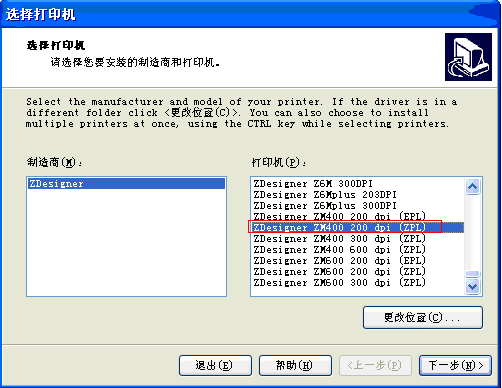 选择打印机
选择打印机
请选择您要安装的制造商和打印机。
Select the manufacturer and model of your printer. If the driver is in a
different folder click <更改位置(C)>. You can also choose to install
multiple printers at once, using the CTRL key while selecting printers.
制造商(M):
ZDesigner
打印机(P):
ZDesigner Z6M 300DPI
ZDesigner Z6Mplus 203DPI
ZDesigner Z6Mplus 300DPI
ZDesigner ZM400 200 dpi (EPL)
ZDesigner ZM400 200 dpi (ZPL)
ZDesigner ZM400 300 dpi (ZPL)
ZDesigner ZM400 600 dpi (ZPL)
ZDesigner ZM600 200 dpi (EPL)
ZDesigner ZM600 200 dpi (ZPL)
ZDesigner ZM600 300 dpi (ZPL)
更改位置(C)...
退出(E)
帮助(H)
<上一步(P)
下一步(N)>